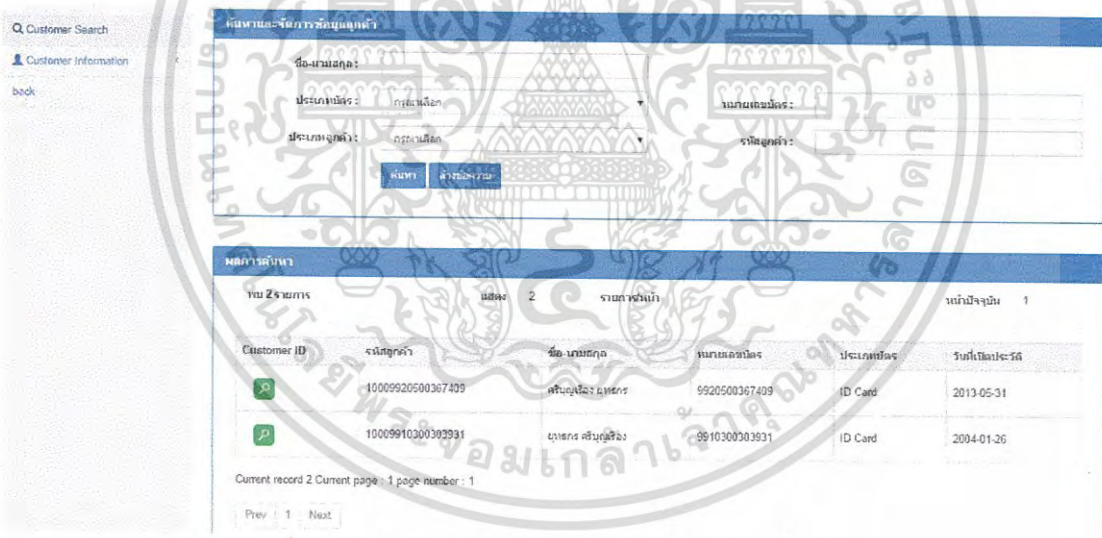 Customer Search
Customer Information
back
ค้นหาและจัดการข้อมูลลูกค้า
ชื่อ-นามสกุล :
ประเภทบัตร : กรุณาเลือก หมายเลขบัตร :
ประเภทลูกค้า : กรุณาเลือก รหัสลูกค้า :
ค้นหา ล้างข้อความ
ผลการค้นหา
พบ 2 รายการ แสดง 2 รายการ/หน้า หน้าปัจจุบัน 1
Customer ID รหัสลูกค้า ชื่อ-นามสกุล หมายเลขบัตร ประเภทบัตร วันที่เปิดประวัติ
10009920500367409 ศรีบุญเรือง ยุทธกร 9920500367409 ID Card 2013-05-31
10009910300303931 ยุทธกร ศรีบุญเรือง 9910300303931 ID Card 2004-01-26
Current record 2 Current page : 1 page number : 1
Prev 1 Next